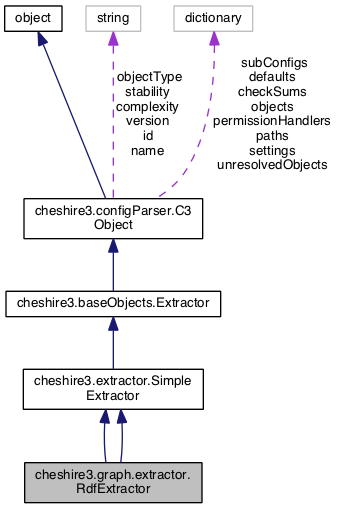 object
string
dictionary
objectType
stability
complexity
version
id
name
subConfigs
defaults
checkSums
objects
permissionHandlers
paths
settings
unresolvedObjects
cheshire3.configParser.C3
Object
cheshire3.baseObjects.Extractor
cheshire3.extractor.Simple
Extractor
cheshire3.graph.extractor.
RdfExtractor